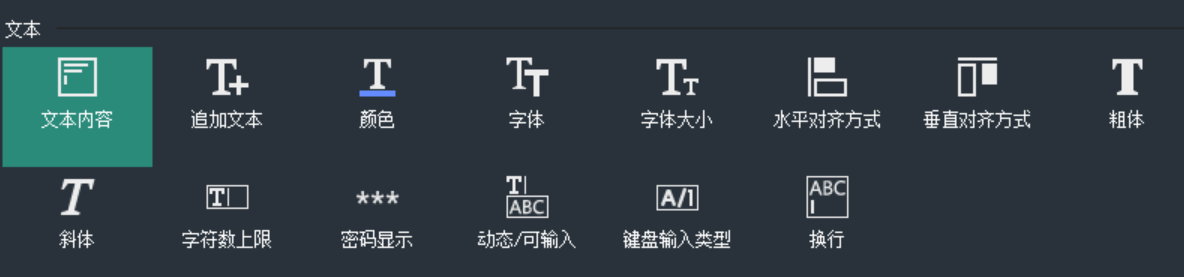 文本
文本内容 追加文本 颜色 字体 字体大小 水平对齐方式 垂直对齐方式 粗体
斜体 字符数上限 密码显示 动态/可输入 键盘输入类型 换行